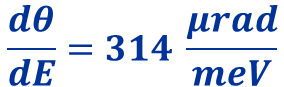 dθ/dE = 314 μrad/meV